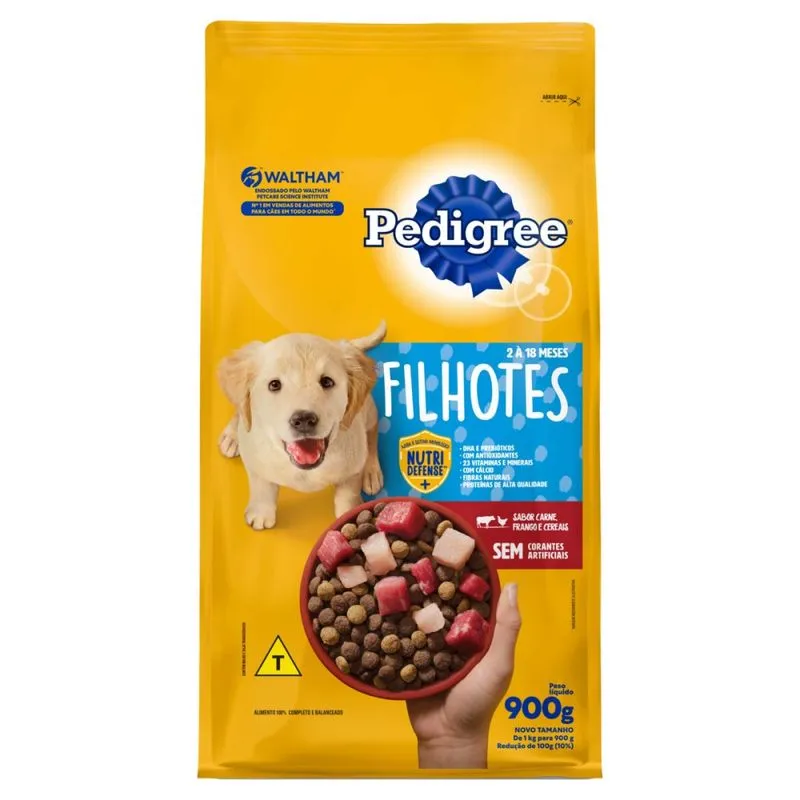 ABRIR AQUI
WALTHAM™
ENDOSSADO PELO WALTHAM
PETCARE SCIENCE INSTITUTE
Nº 1 EM VENDAS DE ALIMENTOS
PARA CÃES EM TODO O MUNDO*
Pedigree®
2 À 18 MESES
FILHOTES
NUTRI
DEFENSE™
+
• DHA E PREBIÓTICOS
• COM ANTIOXIDANTES
• 23 VITAMINAS E MINERAIS
• COM CÁLCIO
• FIBRAS NATURAIS
• PROTEÍNAS DE ALTA QUALIDADE
SABOR CARNE,
FRANGO E CEREAIS
SEM CORANTES
ARTIFICIAIS
T
ALIMENTO 100% COMPLETO E BALANCEADO
Peso
líquido
900g
NOVO TAMANHO
De 1 kg para 900 g
Redução de 100g (10%)